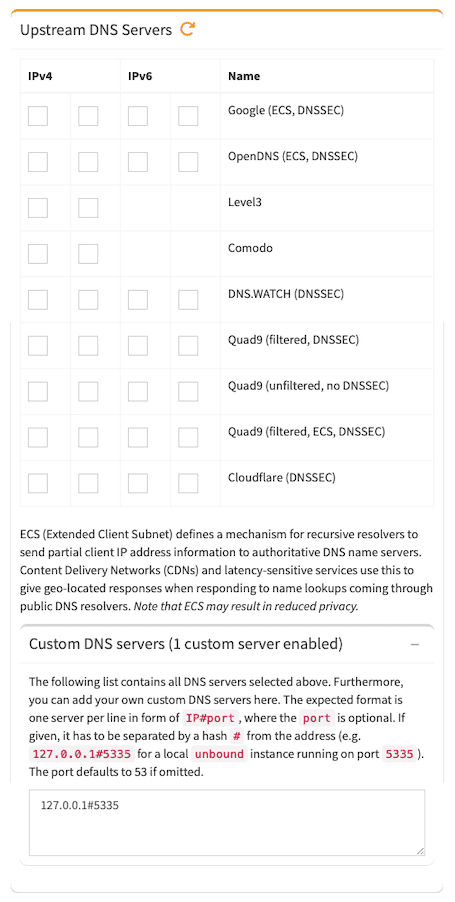 Upstream DNS Servers
IPv4 IPv6 Name
Google (ECS, DNSSEC)
OpenDNS (ECS, DNSSEC)
Level3
Comodo
DNS.WATCH (DNSSEC)
Quad9 (filtered, DNSSEC)
Quad9 (unfiltered, no DNSSEC)
Quad9 (filtered, ECS, DNSSEC)
Cloudflare (DNSSEC)
ECS (Extended Client Subnet) defines a mechanism for recursive resolvers to
send partial client IP address information to authoritative DNS name servers.
Content Delivery Networks (CDNs) and latency-sensitive services use this to
give geo-located responses when responding to name lookups coming through
public DNS resolvers. Note that ECS may result in reduced privacy.
Custom DNS servers (1 custom server enabled)
The following list contains all DNS servers selected above. Furthermore,
you can add your own custom DNS servers here. The expected format is
one server per line in form of IP#port , where the port is optional. If
given, it has to be separated by a hash # from the address (e.g.
127.0.0.1#5335 for a local unbound instance running on port 5335 ).
The port defaults to 53 if omitted.
127.0.0.1#5335